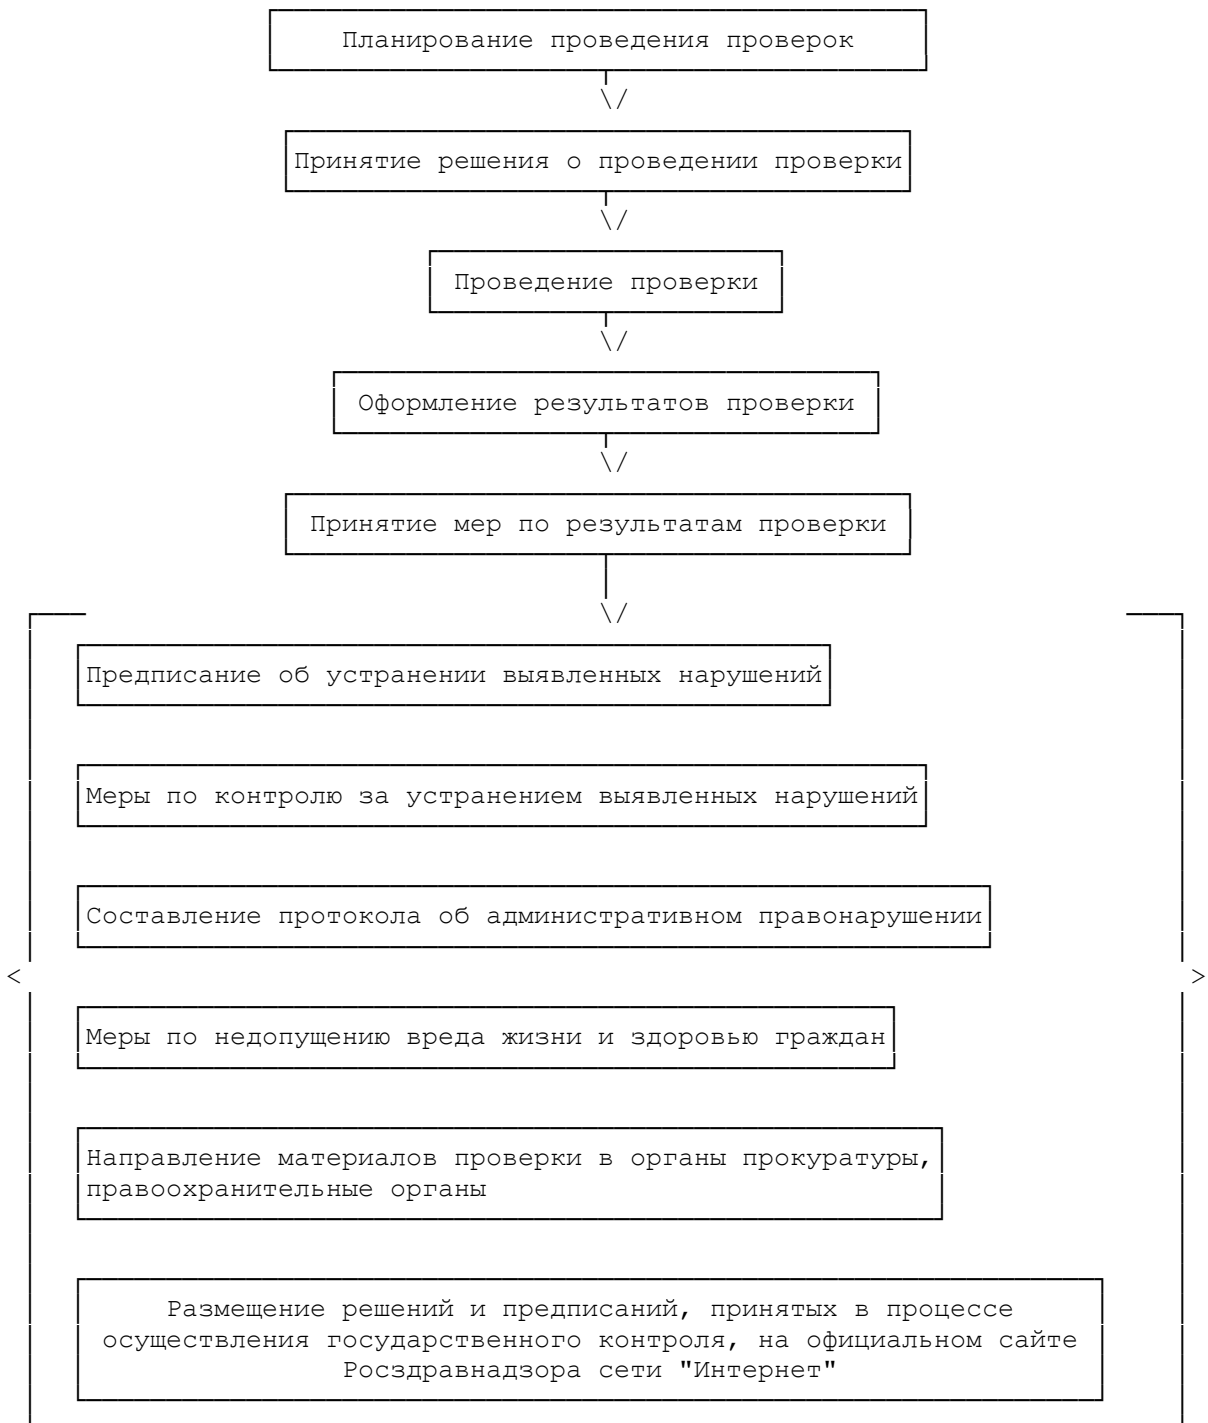 Планирование проведения проверок
\/
Принятие решения о проведении проверки
\/
Проведение проверки
\/
Оформление результатов проверки
\/
Принятие мер по результатам проверки
\/
Предписание об устранении выявленных нарушений
Меры по контролю за устранением выявленных нарушений
Составление протокола об административном правонарушении
< >
Меры по недопущению вреда жизни и здоровью граждан
Направление материалов проверки в органы прокуратуры,
правоохранительные органы
Размещение решений и предписаний, принятых в процессе
осуществления государственного контроля, на официальном сайте
Росздравнадзора сети "Интернет"